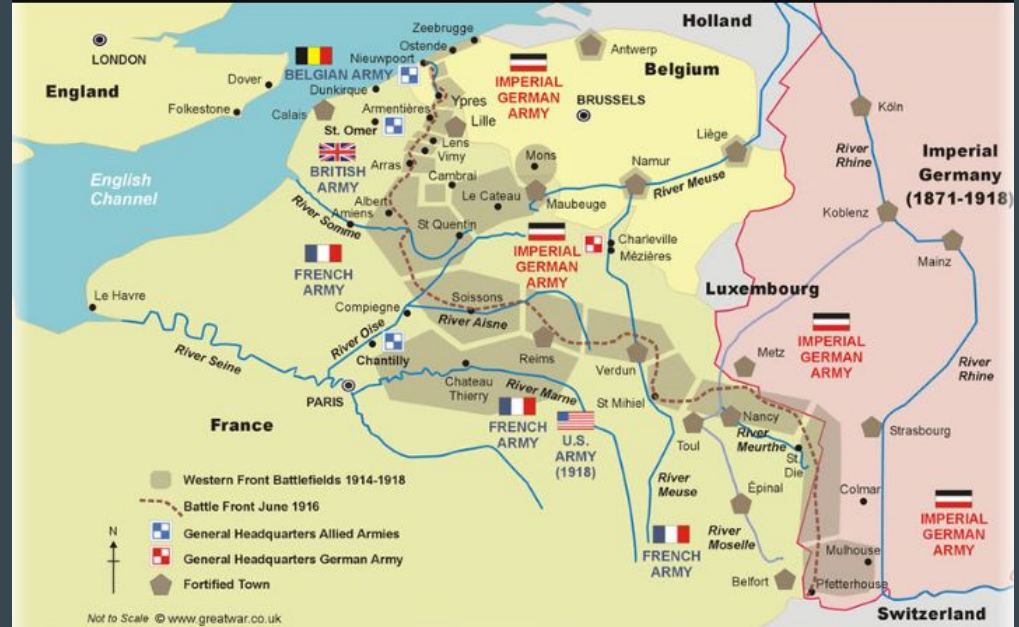 Zeebrugge
Holland
Ostende
LONDON
Nieuwpoort
Antwerp
BELGIAN ARMY
IMPERIAL
GERMAN
ARMY
Belgium
Dover
Dunkirque
England
Ypres
BRUSSELS
Folkestone
Calais
Armentières
Köln
St. Omer
Lille
Liège
River
Rhine
Imperial
Germany
(1871-1918)
BRITISH
ARMY
Lens
Vimy
Mons
Namur
Arras
Cambrai
River Meuse
English
Channel
Le Cateau
Maubeuge
Albert
Amiens
River Somme
St Quentin
Koblenz
Mainz
FRENCH
ARMY
IMPERIAL
GERMAN
ARMY
Charleville
Mézières
Luxembourg
Le Havre
Compiegne
Soissons
River Aisne
IMPERIAL
GERMAN
ARMY
River Seine
River Oise
Chantilly
Reims
Verdun
Metz
River
Rhine
PARIS
Chateau
Thierry
River Marne
St Mihiel
France
FRENCH
ARMY
U.S.
ARMY
(1918)
Toul
Nancy
River
Meurthe
Strasbourg
St
Die
River
Meuse
Épinal
Colmar
River
Moselle
IMPERIAL
GERMAN
ARMY
FRENCH
ARMY
Mulhouse
Belfort
Pfetterhouse
Switzerland
Western Front Battlefields 1914-1918
Battle Front June 1916
N
General Headquarters Allied Armies
General Headquarters German Army
Fortified Town
Not to Scale © www.greatwar.co.uk